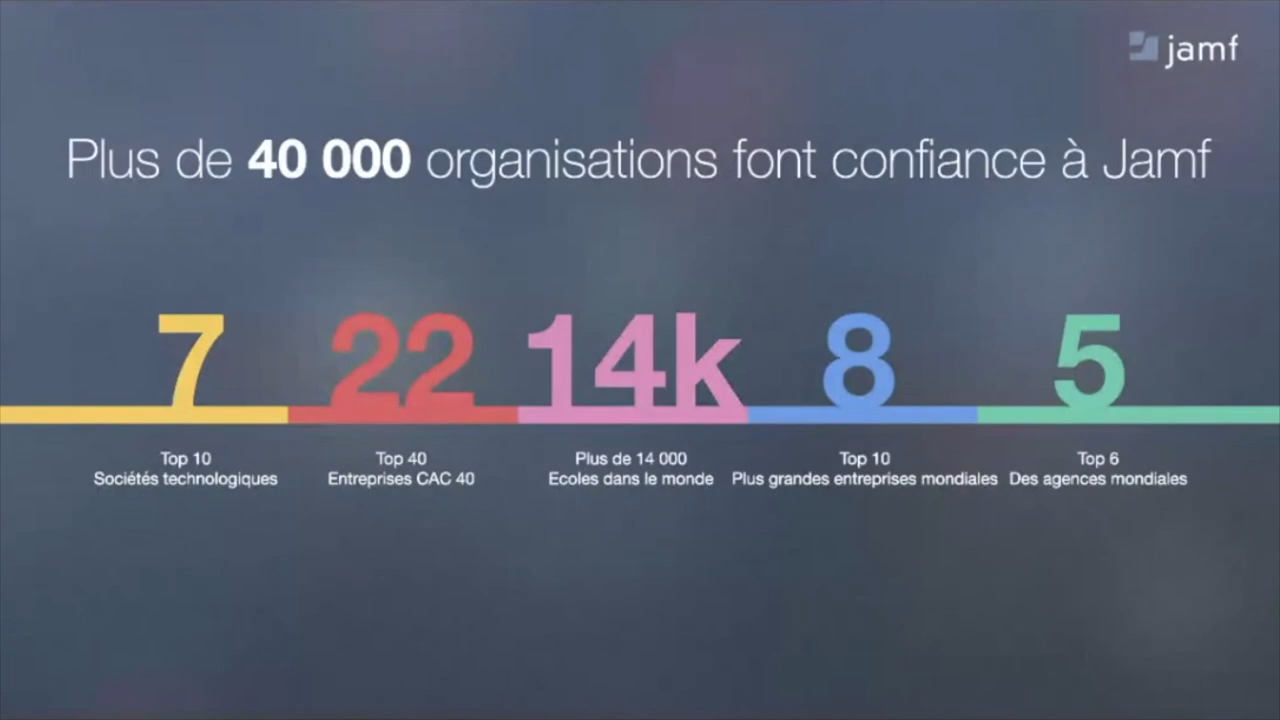 jamf
Plus de 40 000 organisations font confiance à Jamf
7
22
14k
8
5
Top 10
Sociétés technologiques
Top 40
Entreprises CAC 40
Plus de 14 000
Ecoles dans le monde
Top 10
Plus grandes entreprises mondiales
Top 6
Des agences mondiales